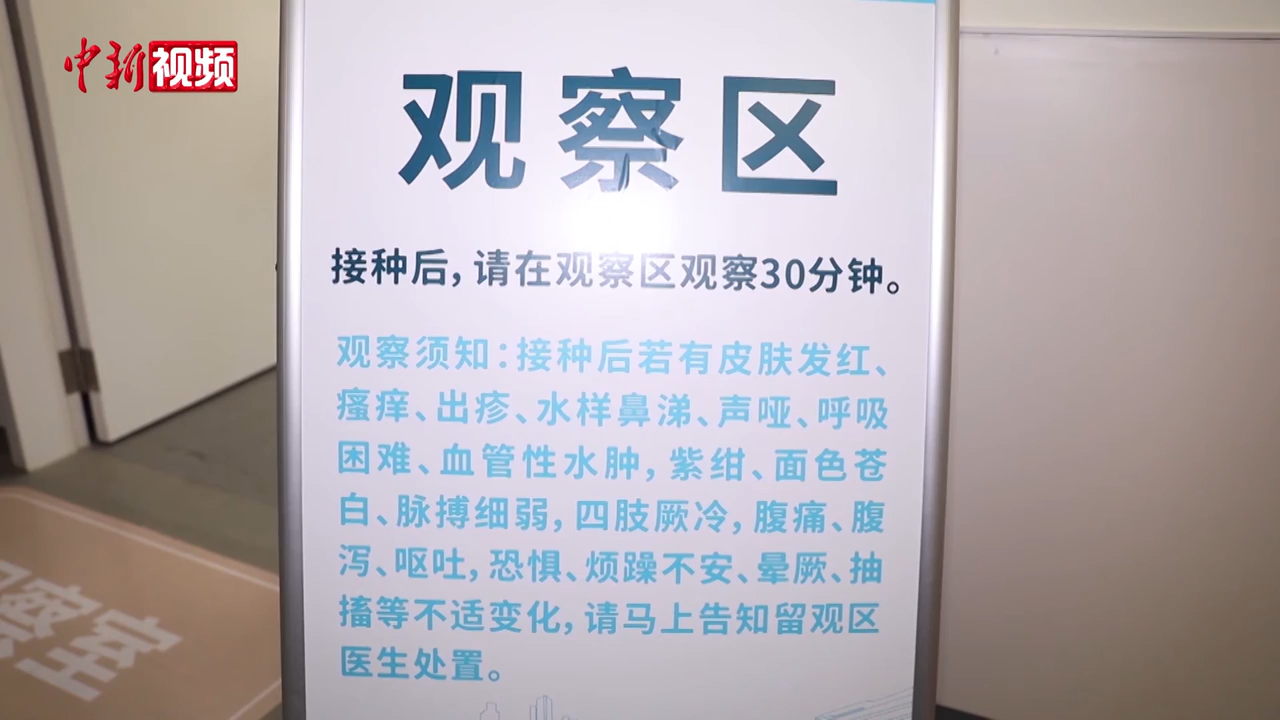 中新视频
观察区
接种后，请在观察区观察30分钟。
观察须知：接种后若有皮肤发红、
瘙痒、出疹、水样鼻涕、声哑、呼吸
困难、血管性水肿，紫绀、面色苍
白、脉搏细弱，四肢厥冷，腹痛、腹
泻、呕吐，恐惧、烦躁不安、晕厥、抽
搐等不适变化，请马上告知留观区
医生处置。
察室